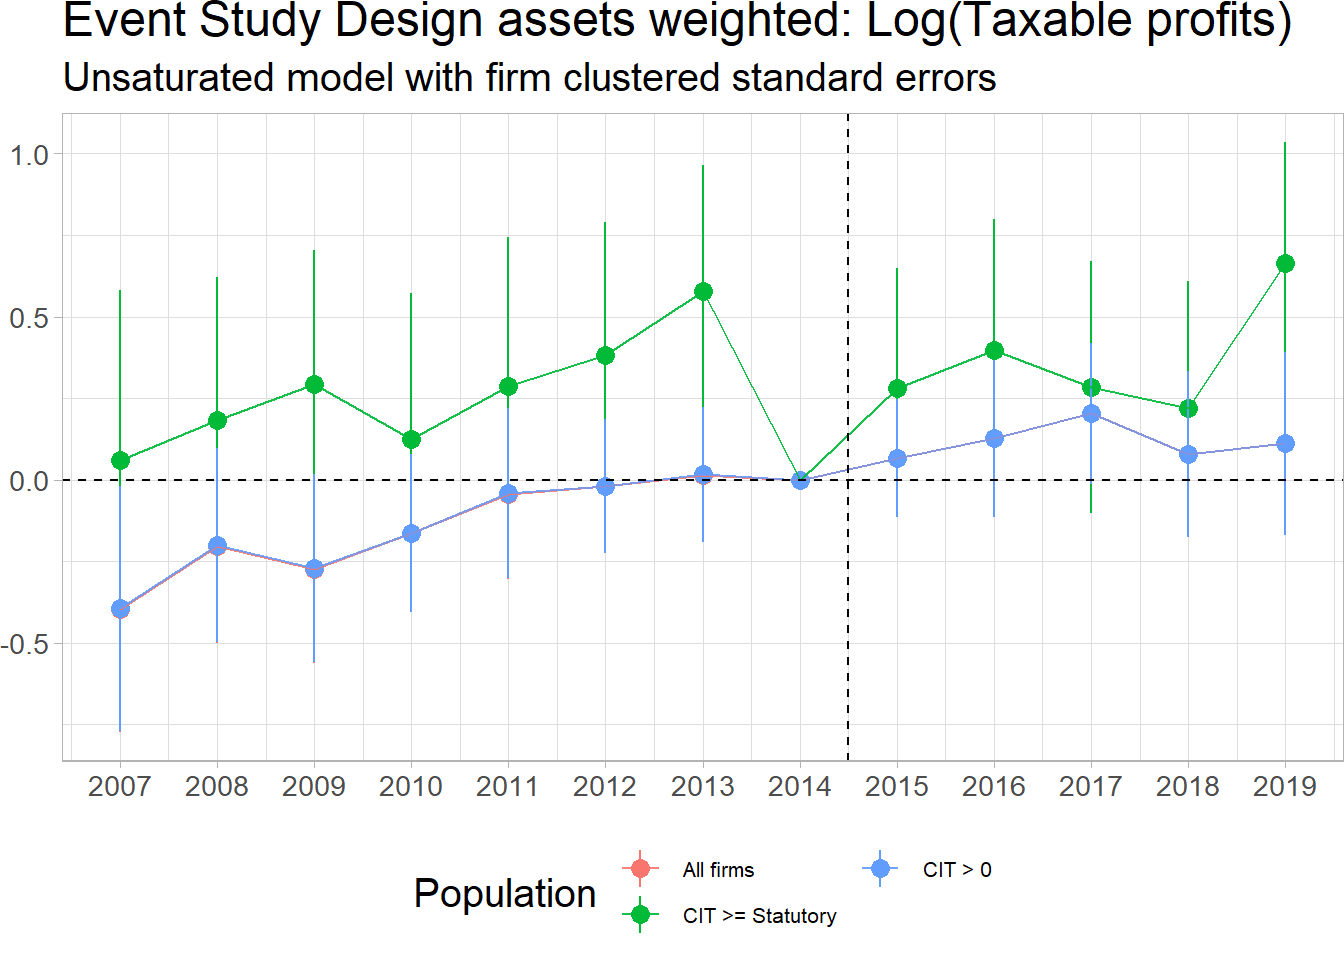 Event Study Design assets weighted: Log(Taxable profits)
Unsaturated model with firm clustered standard errors
1.0
0.5
0.0
-0.5
2007 2008 2009 2010 2011 2012 2013 2014 2015 2016 2017 2018 2019
Population
All firms
CIT >= Statutory
CIT > 0